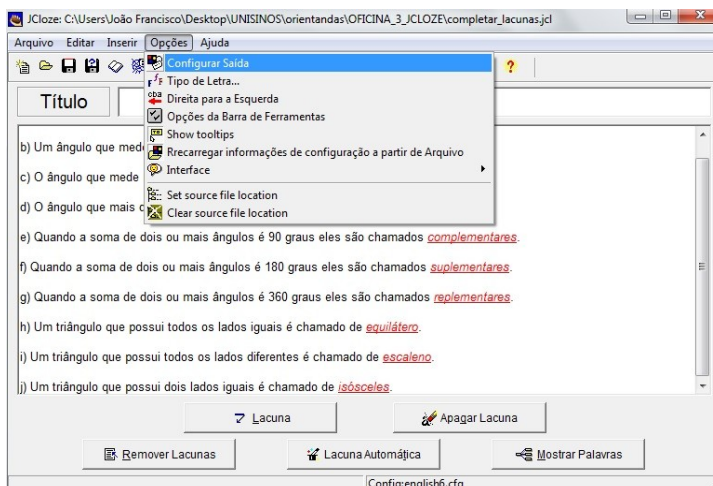 JCloze: C:\Users\João Francisco\Desktop\UNISINOS\orientandas\OFICINA_3_JCLOZE\completar_lacunas.jcl
Arquivo Editar Inserir Opções Ajuda
Configurar Saída
Tipo de Letra...
Direita para a Esquerda
Opções da Barra de Ferramentas
Show tooltips
Rrecarregar informações de configuração a partir de Arquivo
Interface
Set source file location
Clear source file location
Título
b) Um ângulo que
c) O ângulo que mede
d) O ângulo que mais
e) Quando a soma de dois ou mais ângulos é 90 graus eles são chamados complementares.
f) Quando a soma de dois ou mais ângulos é 180 graus eles são chamados suplementares.
g) Quando a soma de dois ou mais ângulos é 360 graus eles são chamados replementares.
h) Um triângulo que possui todos os lados iguais é chamado de equilátero.
i) Um triângulo que possui todos os lados diferentes é chamado de escaleno.
j) Um triângulo que possui dois lados iguais é chamado de isósceles.
Lacuna
Apagar Lacuna
Remover Lacunas
Lacuna Automática
Mostrar Palavras
Config:english6.cfg